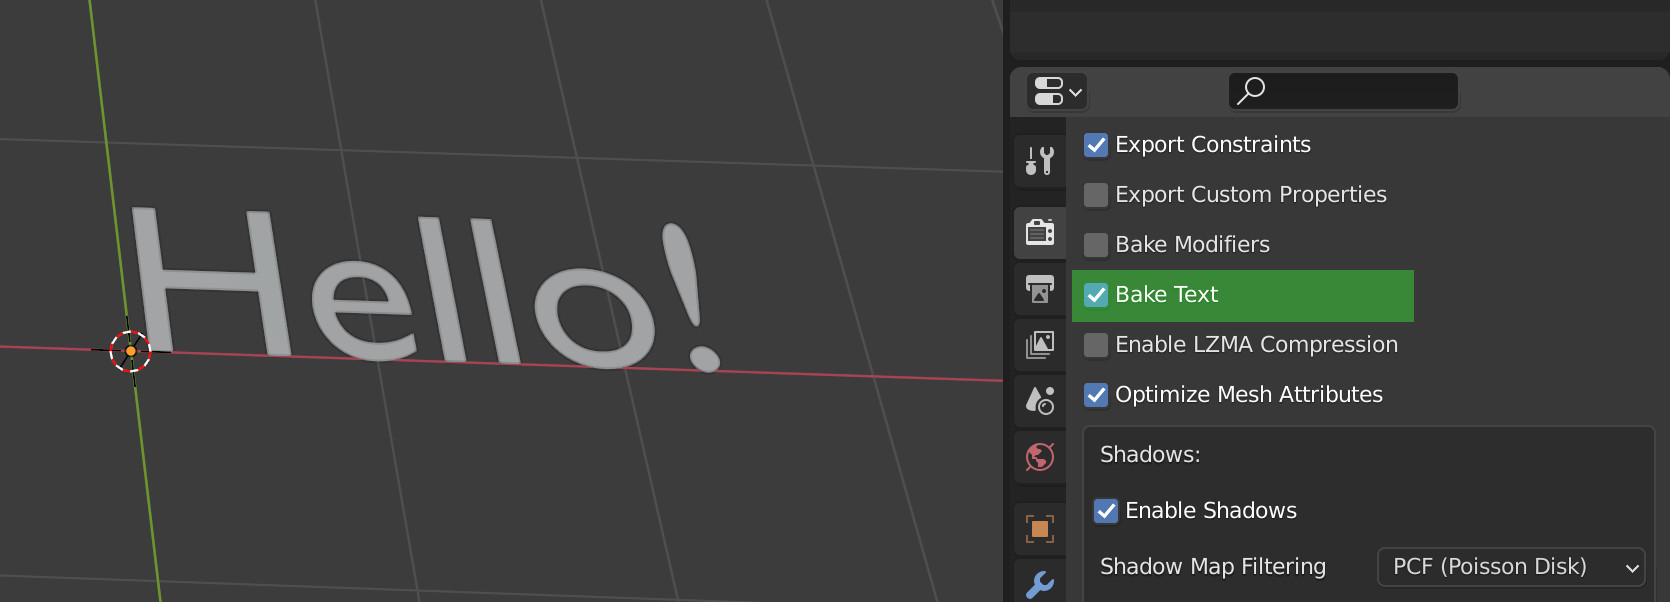 Hello!
Export Constraints
Export Custom Properties
Bake Modifiers
Bake Text
Enable LZMA Compression
Optimize Mesh Attributes
Shadows:
Enable Shadows
Shadow Map Filtering PCF (Poisson Disk)